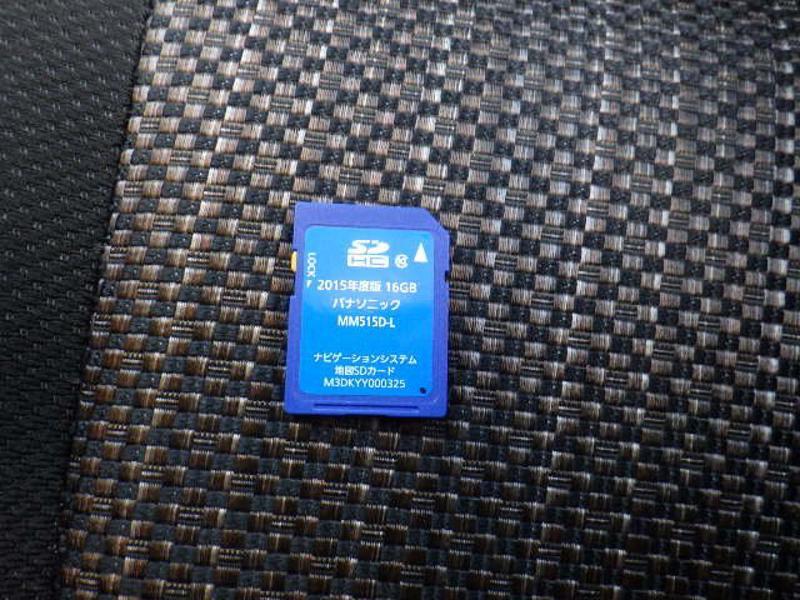 SD
HC 10
LOCK
2015年度版 16GB
パナソニック
MM515D-L
ナビゲーションシステム
地図SDカード
M3DKYY000325